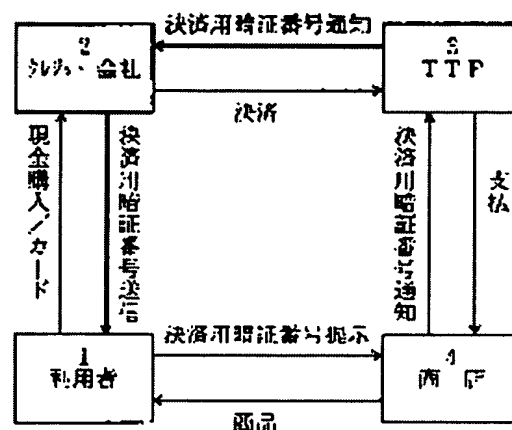 決済用暗証番号通知
2
クレジット会社
3
TTP
決済
現金購入/カード
決済用暗証番号送信
決済用暗証番号通知
支払
決済用暗証番号提示
1
利用者
4
商店
商品